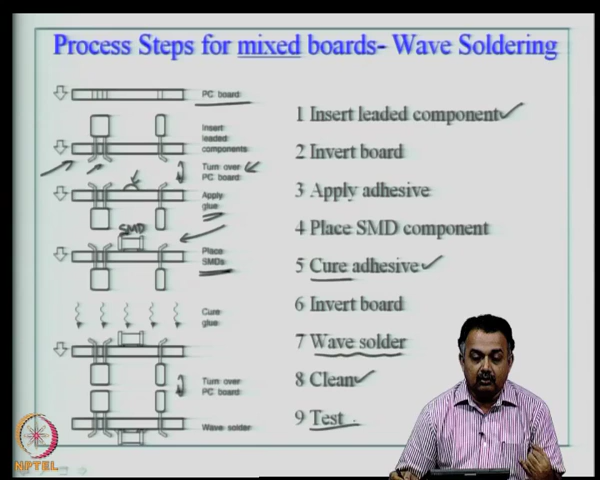 Process Steps for mixed boards- Wave Soldering
PC board
Insert
leaded
components
Turn over
PC board
Apply
glue
SMD
Place
SMDs
Cure
glue
Turn over
PC board
Wave solder
1 Insert leaded component
2 Invert board
3 Apply adhesive
4 Place SMD component
5 Cure adhesive
6 Invert board
7 Wave solder
8 Clean
9 Test
NPTEL